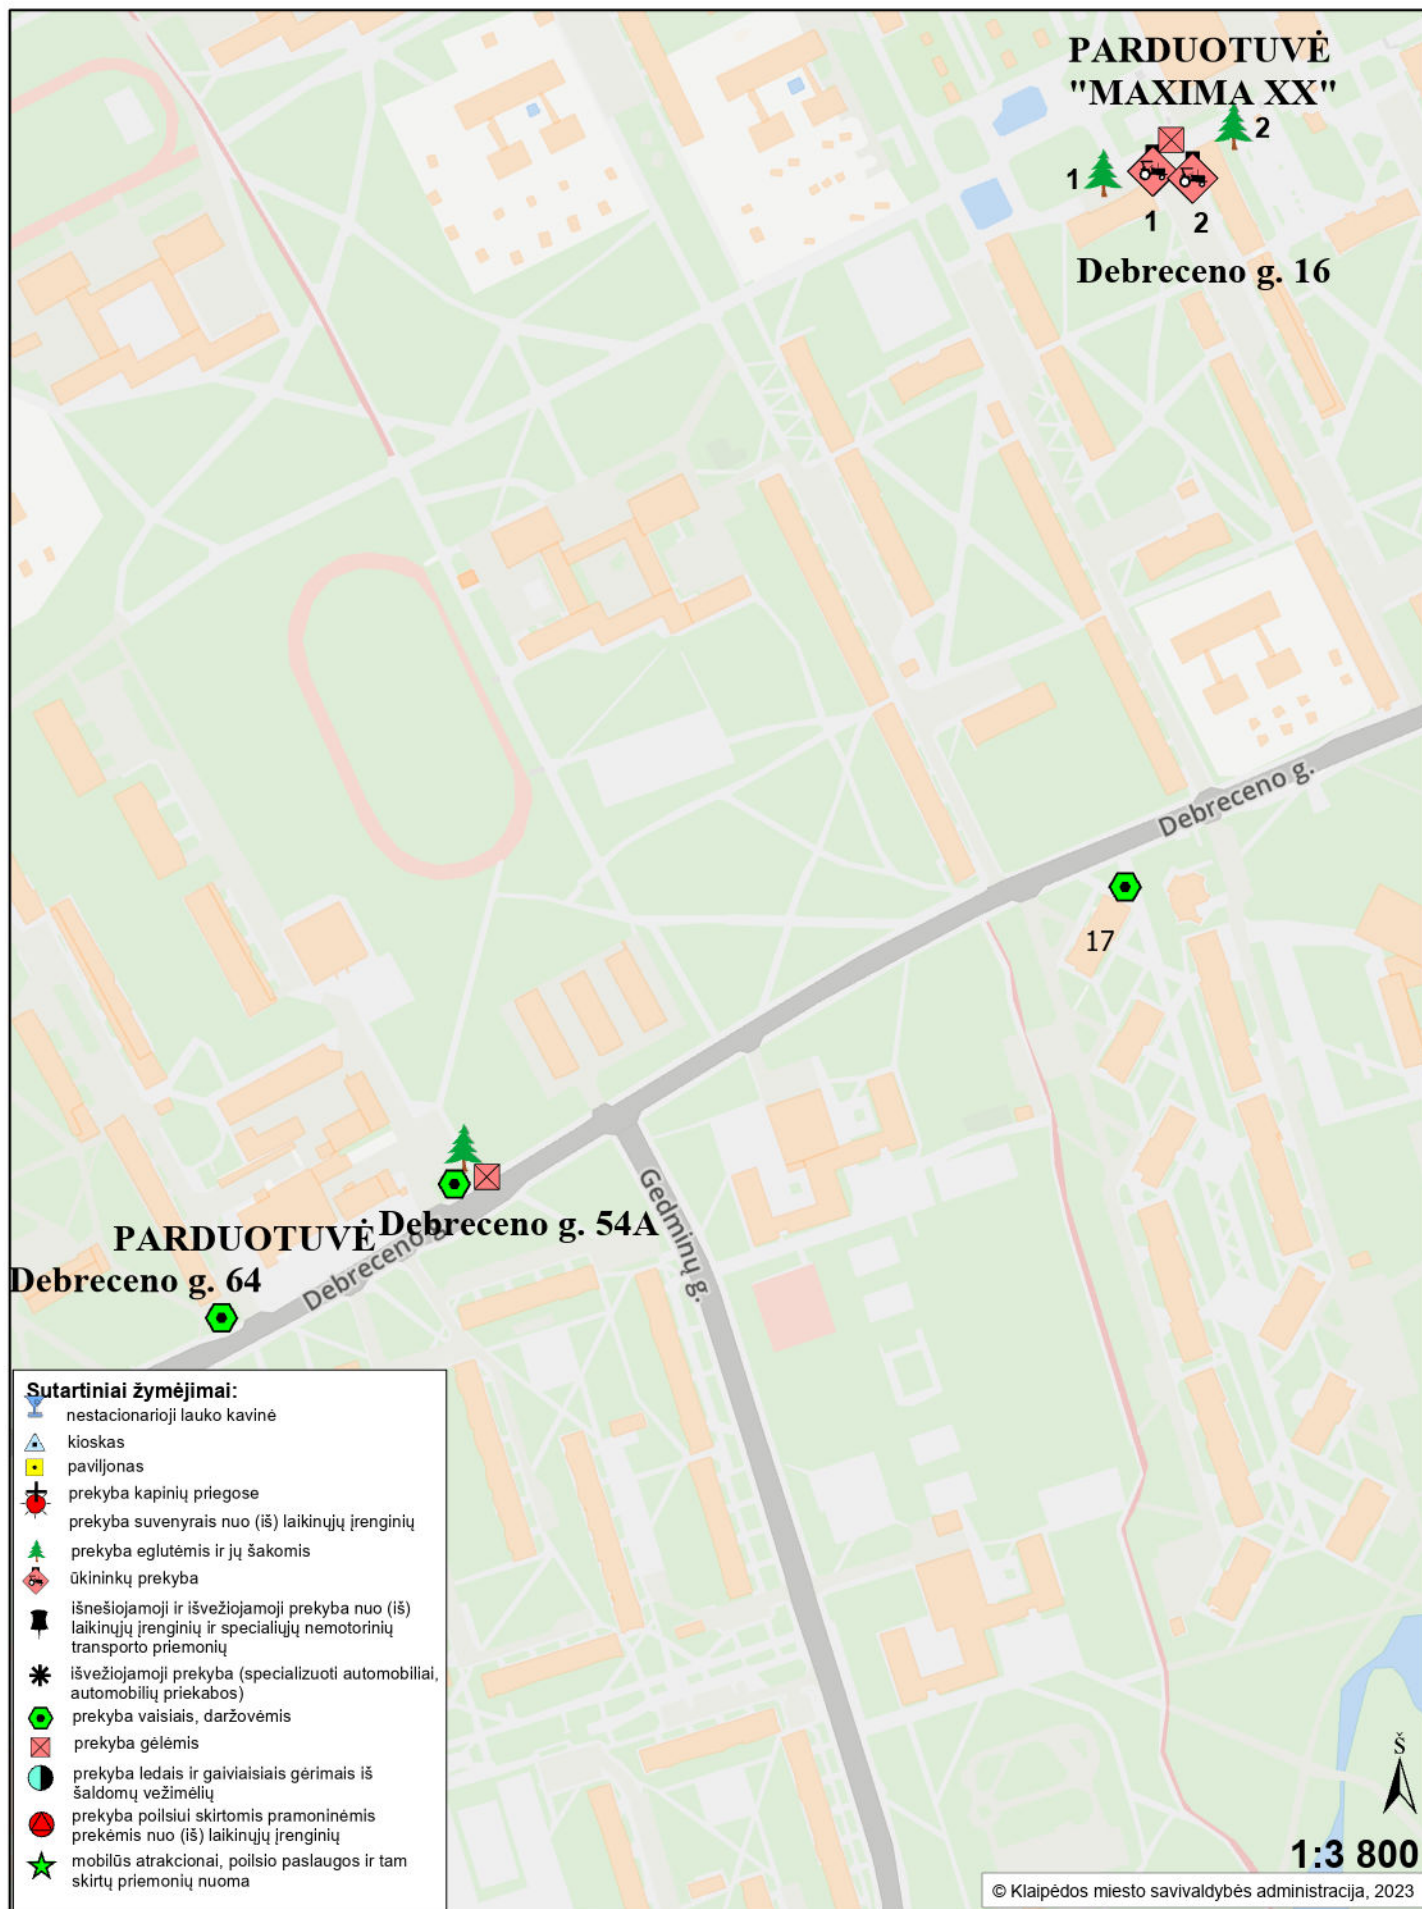 PARDUOTUVĖ
"MAXIMA XX"
2
1
1
2
Debreceno g. 16
Debreceno g.
17
Gedminų g.
Debreceno g. 54A
PARDUOTUVĖ
Debreceno g. 64
Debreceno g.
Sutartiniai žymėjimai:
nestacionarioji lauko kavinė
kioskas
paviljonas
prekyba kapinių priegose
prekyba suvenyrais nuo (iš) laikinųjų įrenginių
prekyba eglutėmis ir jų šakomis
ūkininkų prekyba
išnešiojamoji ir išvežiojamoji prekyba nuo (iš)
laikinųjų įrenginių ir specialiųjų nemotorinių
transporto priemonių
išvežiojamoji prekyba (specializuoti automobiliai,
automobilių priekabos)
prekyba vaisiais, daržovėmis
prekyba gėlėmis
prekyba ledais ir gaiviaisiais gėrimais iš
šaldomų vežimėlių
prekyba poilsiui skirtomis pramoninėmis
prekėmis nuo (iš) laikinųjų įrenginių
mobilūs atrakcionai, poilsio paslaugos ir tam
skirtų priemonių nuoma
Š
1:3 800
© Klaipėdos miesto savivaldybės administracija, 2023